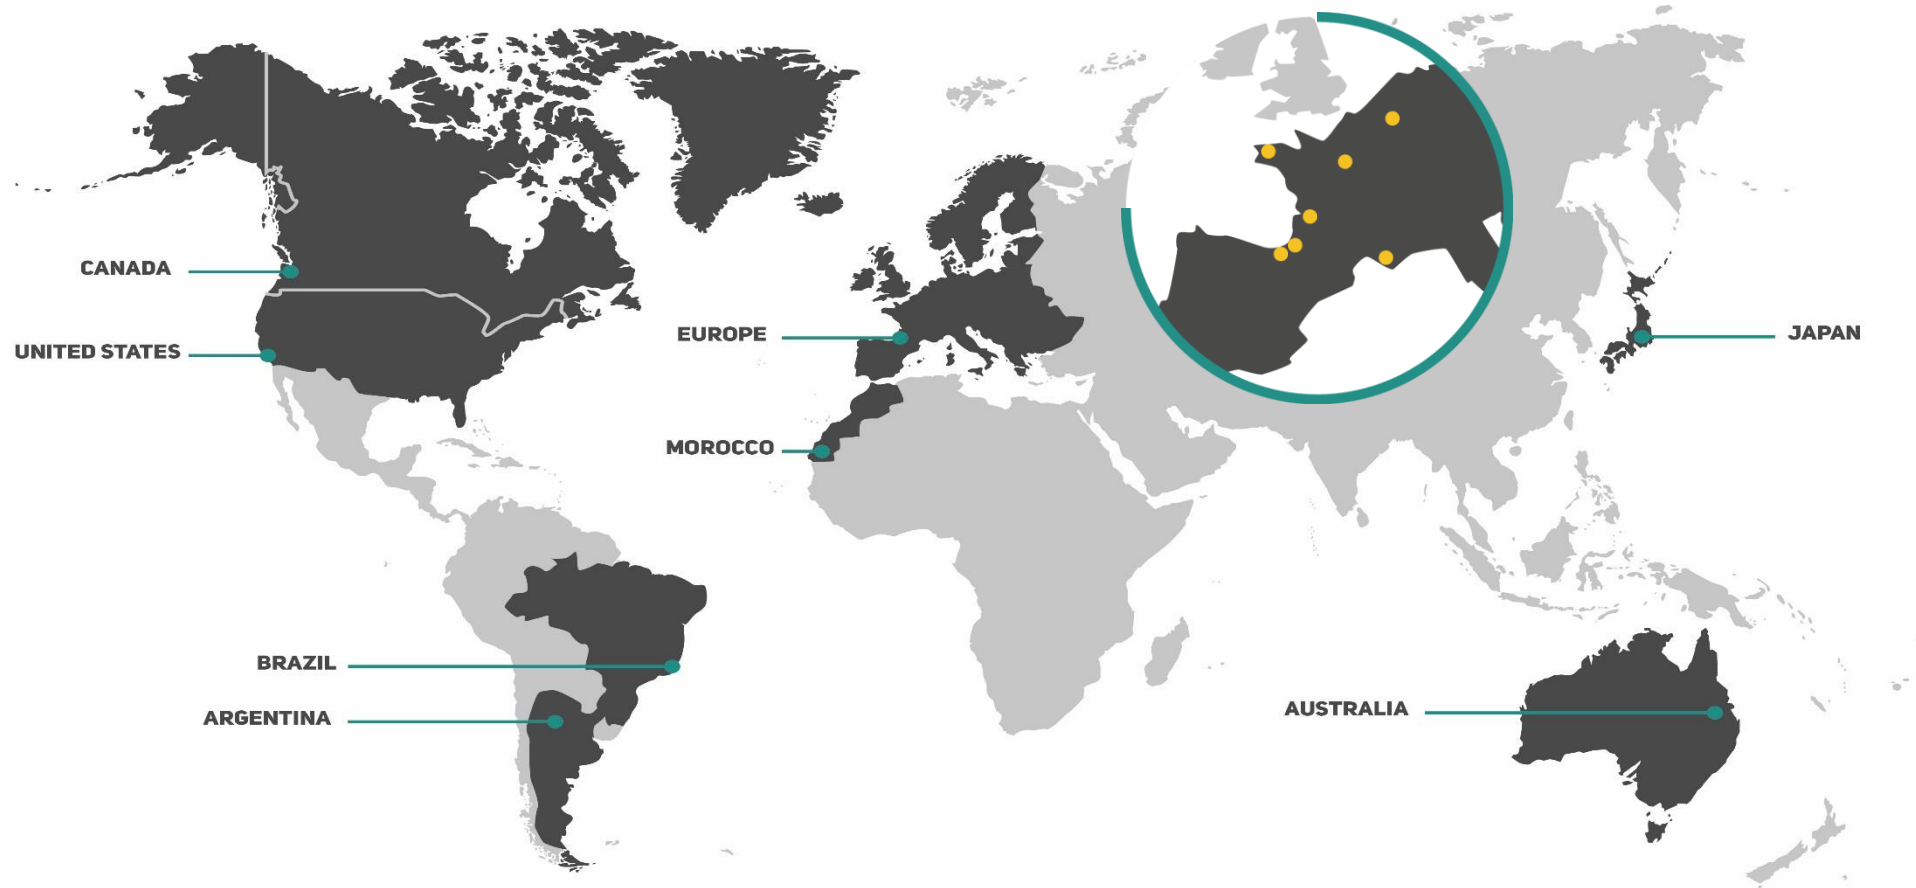 CANADA
UNITED STATES
EUROPE
JAPAN
MOROCCO
BRAZIL
ARGENTINA
AUSTRALIA